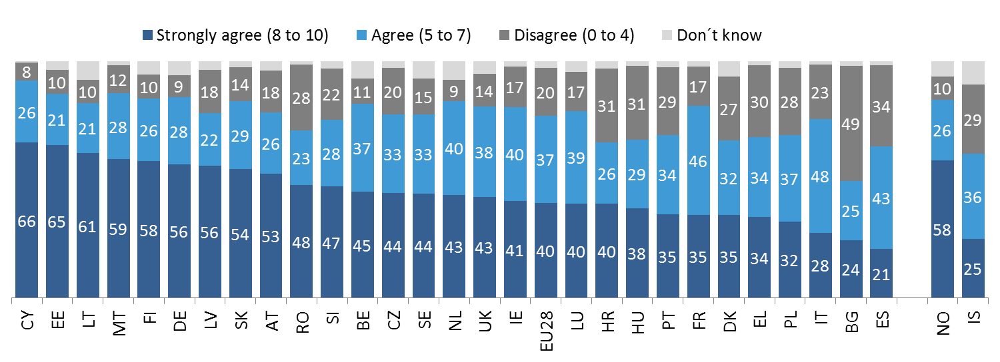 Strongly agree (8 to 10) Agree (5 to 7) Disagree (0 to 4) Don´t know
8 10 10 12 10 9 18 14 18 28 22 11 20 15 9 14 17 20 17 31 31 29 17 27 30 28 23 49 34 10 29
26 21 21 28 26 28 22 29 26 23 28 37 33 33 40 38 40 37 39 26 29 34 46 32 34 37 48 25 43 26 36
66 65 61 59 58 56 56 54 53 48 47 45 44 44 43 43 41 40 40 40 38 35 35 35 34 32 28 24 21 58 25
CY EE LT MT FI DE LV SK AT RO SI BE CZ SE NL UK IE EU28 LU HR HU PT FR DK EL PL IT BG ES NO IS